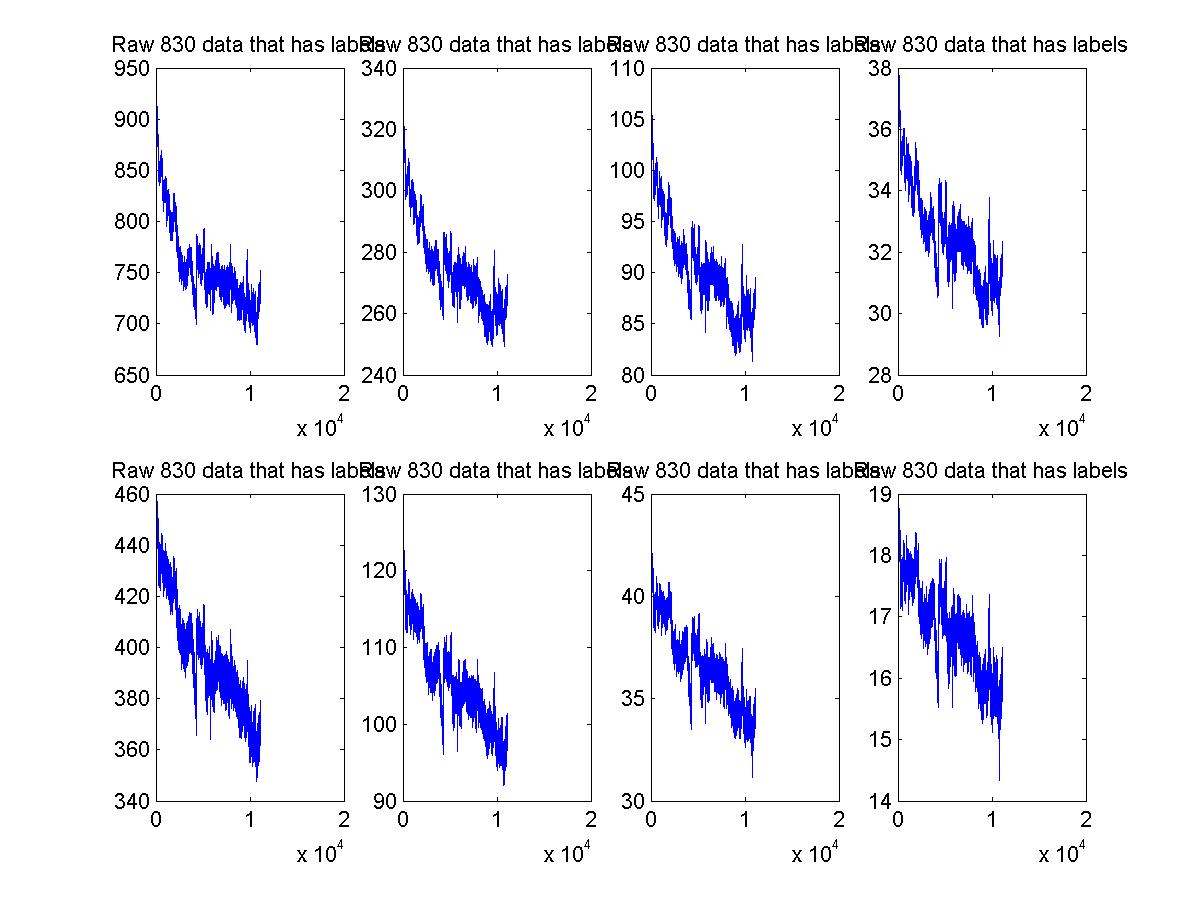 Raw 830 data that has labels
950
900
850
800
750
700
650
0 1 2
x 10^4
Raw 830 data that has labels
340
320
300
280
260
240
0 1 2
x 10^4
Raw 830 data that has labels
110
105
100
95
90
85
80
0 1 2
x 10^4
Raw 830 data that has labels
38
36
34
32
30
28
0 1 2
x 10^4
Raw 830 data that has labels
460
440
420
400
380
360
340
0 1 2
x 10^4
Raw 830 data that has labels
130
120
110
100
90
0 1 2
x 10^4
Raw 830 data that has labels
45
40
35
30
0 1 2
x 10^4
Raw 830 data that has labels
19
18
17
16
15
14
0 1 2
x 10^4